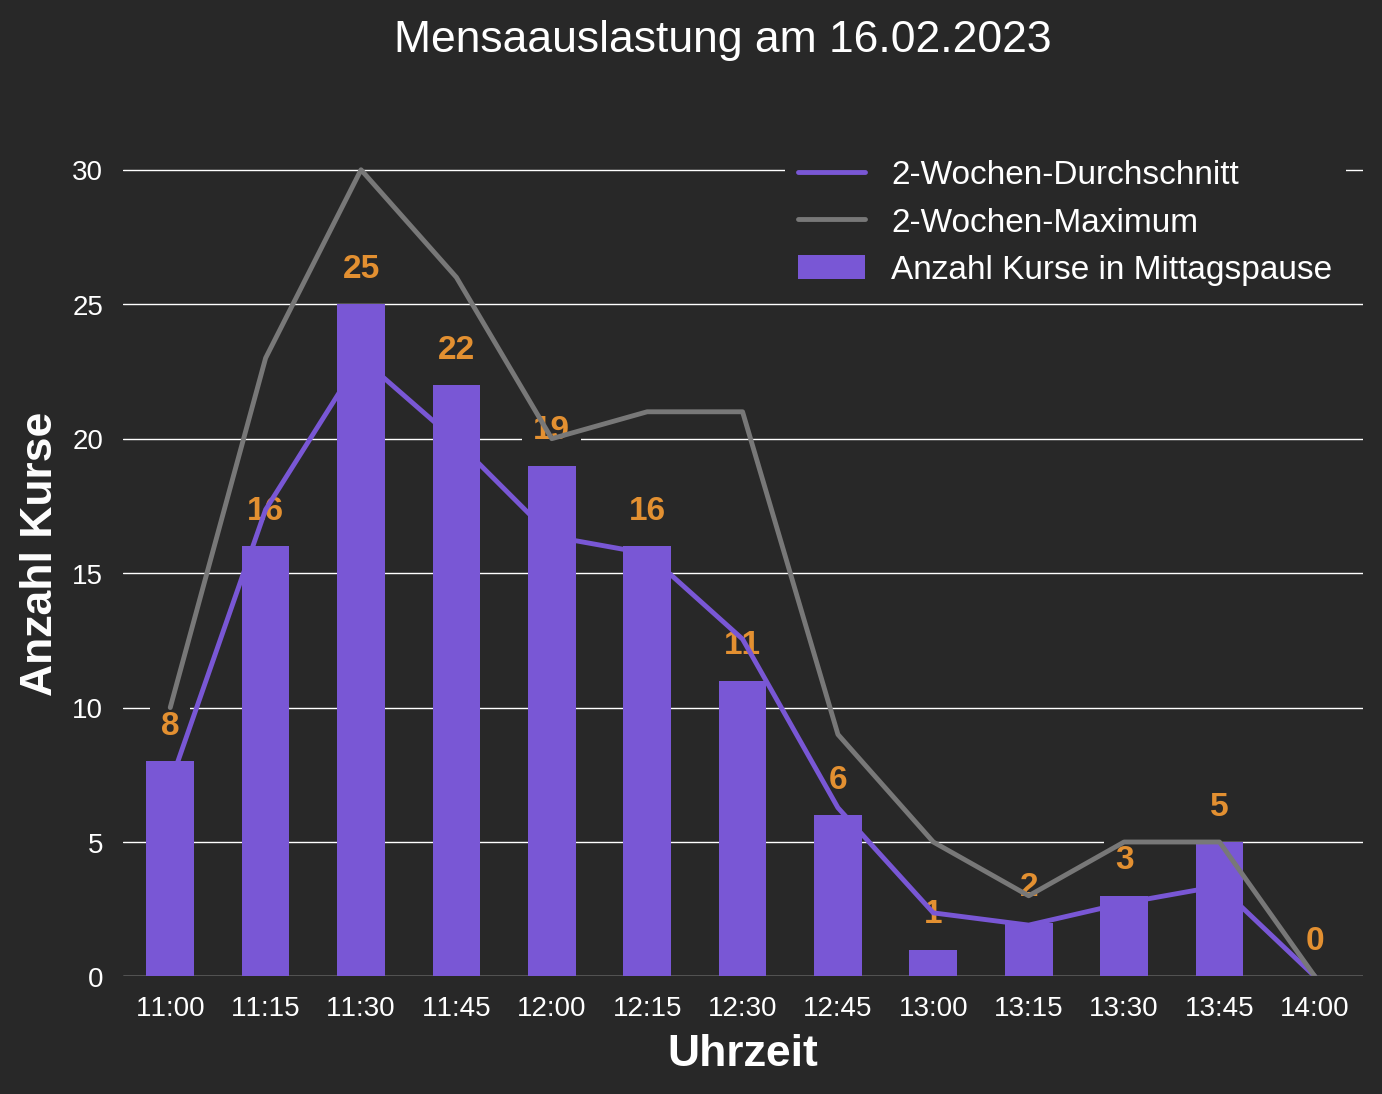 Mensaauslastung am 16.02.2023
2-Wochen-Durchschnitt
2-Wochen-Maximum
Anzahl Kurse in Mittagspause
Anzahl Kurse
30
25
20
15
10
5
0
8
16
25
22
19
16
11
6
1
2
3
5
0
11:00 11:15 11:30 11:45 12:00 12:15 12:30 12:45 13:00 13:15 13:30 13:45 14:00
Uhrzeit